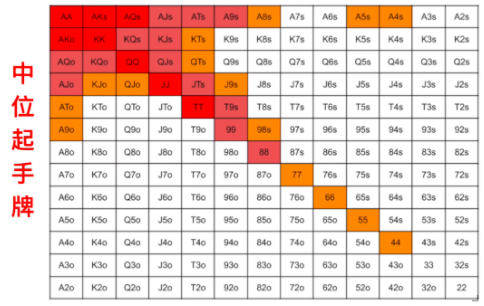 中位起手牌
AA AKs AQs AJs ATs A9s A8s A7s A6s A5s A4s A3s A2s
AKo KK KQs KJs KTs K9s K8s K7s K6s K5s K4s K3s K2s
AQo KQo QQ QJs QTs Q9s Q8s Q7s Q6s Q5s Q4s Q3s Q2s
AJo KJo QJo JJ JTs J9s J8s J7s J6s J5s J4s J3s J2s
ATo KTo QTo JTo TT T9s T8s T7s T6s T5s T4s T3s T2s
A9o K9o Q9o J9o T9o 99 98s 97s 96s 95s 94s 93s 92s
A8o K8o Q8o J8o T8o 98o 88 87s 86s 85s 84s 83s 82s
A7o K7o Q7o J7o T7o 97o 87o 77 76s 75s 74s 73s 72s
A6o K6o Q6o J6o T6o 96o 86o 76o 66 65s 64s 63s 62s
A5o K5o Q5o J5o T5o 95o 85o 75o 65o 55 54s 53s 52s
A4o K4o Q4o J4o T4o 94o 84o 74o 64o 54o 44 43s 42s
A3o K3o Q3o J3o T3o 93o 83o 73o 63o 53o 43o 33 32s
A2o K2o Q2o J2o T2o 92o 82o 72o 62o 52o 42o 32o 22